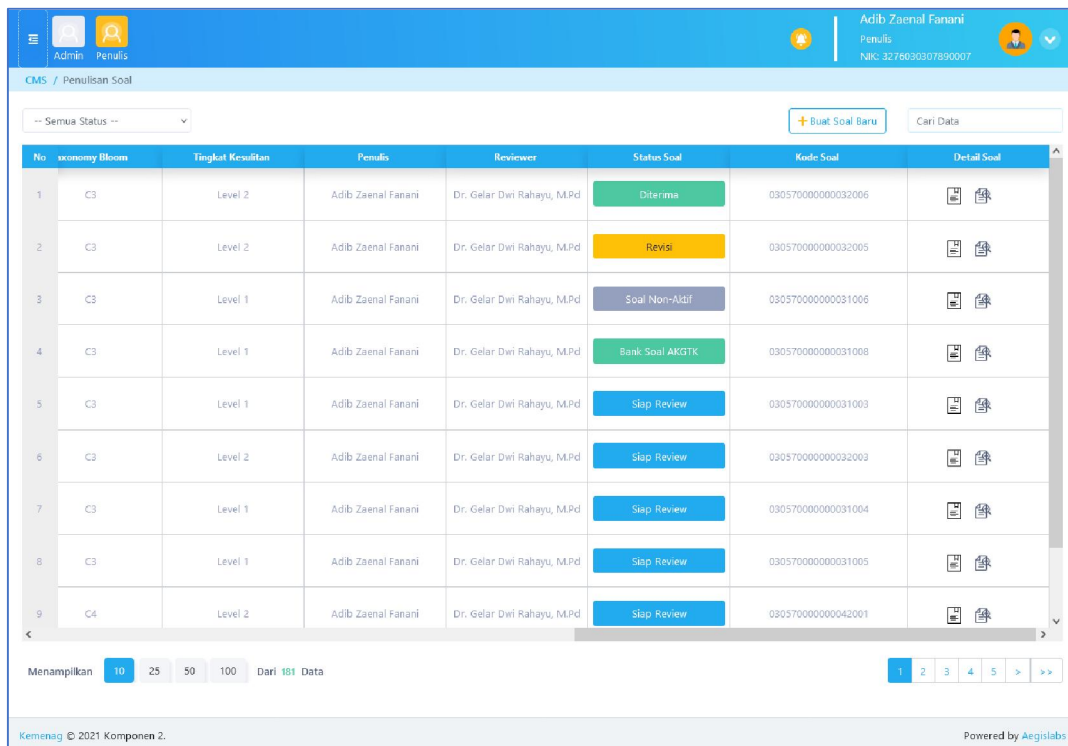 Adib Zaenal Fanani
Admin Penulis
Penulis
NIK: 3276030307890007
CMS / Penulisan Soal
-- Semua Status --
+ Buat Soal Baru
Cari Data
No axonomy Bloom Tingkat Kesulitan Penulis Reviewer Status Soal Kode Soal Detail Soal
1 C3 Level 2 Adib Zaenal Fanani Dr. Gelar Dwi Rahayu, M.Pd Diterima 030570000000032006
2 C3 Level 2 Adib Zaenal Fanani Dr. Gelar Dwi Rahayu, M.Pd Revisi 030570000000032005
3 C3 Level 1 Adib Zaenal Fanani Dr. Gelar Dwi Rahayu, M.Pd Soal Non-Aktif 030570000000031006
4 C3 Level 1 Adib Zaenal Fanani Dr. Gelar Dwi Rahayu, M.Pd Bank Soal AKGTK 030570000000031008
5 C3 Level 1 Adib Zaenal Fanani Dr. Gelar Dwi Rahayu, M.Pd Siap Review 030570000000031003
6 C3 Level 2 Adib Zaenal Fanani Dr. Gelar Dwi Rahayu, M.Pd Siap Review 030570000000032003
7 C3 Level 1 Adib Zaenal Fanani Dr. Gelar Dwi Rahayu, M.Pd Siap Review 030570000000031004
8 C3 Level 1 Adib Zaenal Fanani Dr. Gelar Dwi Rahayu, M.Pd Siap Review 030570000000031005
9 C4 Level 2 Adib Zaenal Fanani Dr. Gelar Dwi Rahayu, M.Pd Siap Review 030570000000042001
Menampilkan 10 25 50 100 Dari 181 Data
1 2 3 4 5 > >>
Kemenag © 2021 Komponen 2.
Powered by Aegislabs